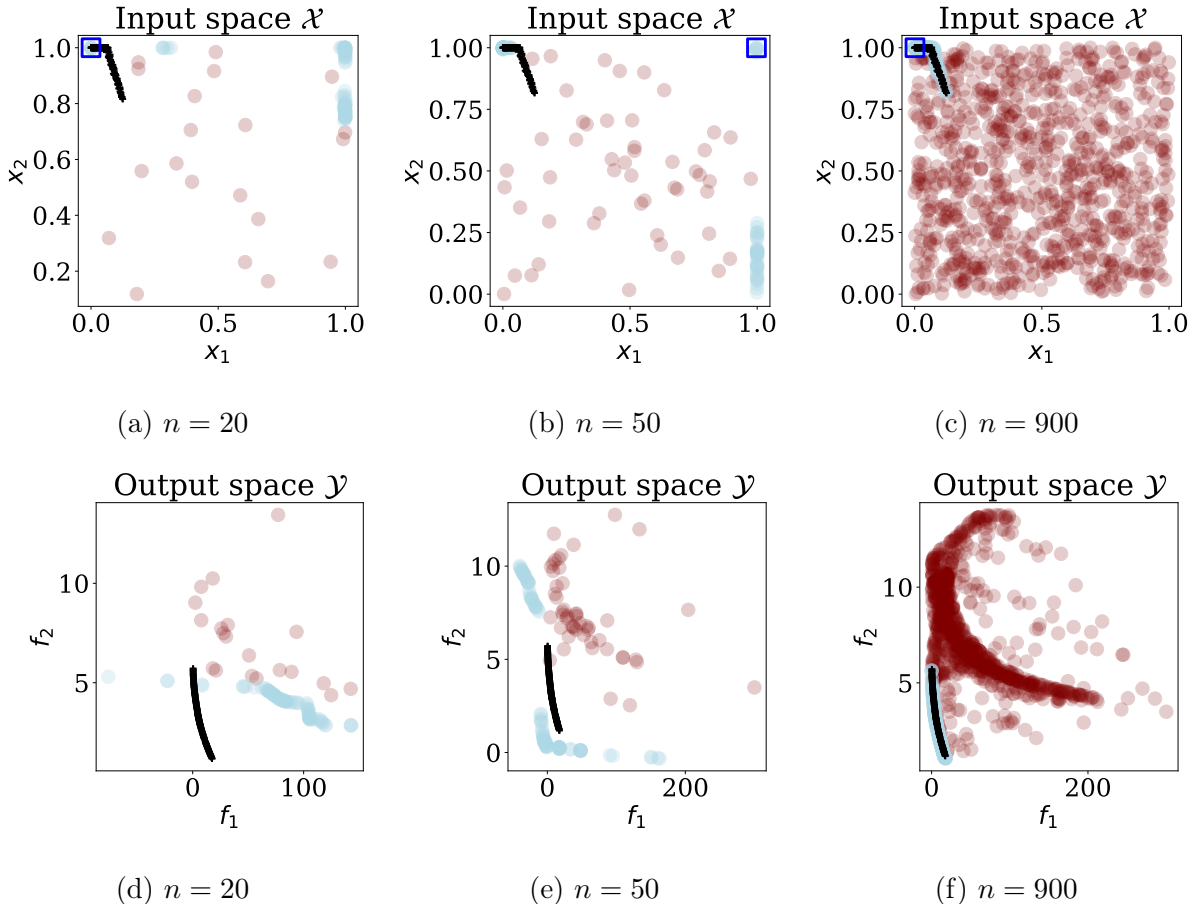 Input space 𝒳
Input space 𝒳
Input space 𝒳
x₂
1.0
0.8
0.6
0.4
0.2
0.0
0.5
1.0
x₁
x₂
1.00
0.75
0.50
0.25
0.00
0.0
0.5
1.0
x₁
x₂
1.00
0.75
0.50
0.25
0.00
0.0
0.5
1.0
x₁
(a) n = 20
(b) n = 50
(c) n = 900
Output space 𝒴
Output space 𝒴
Output space 𝒴
f₂
10
5
0
100
f₁
f₂
10
5
0
0
200
f₁
f₂
10
5
0
200
f₁
(d) n = 20
(e) n = 50
(f) n = 900